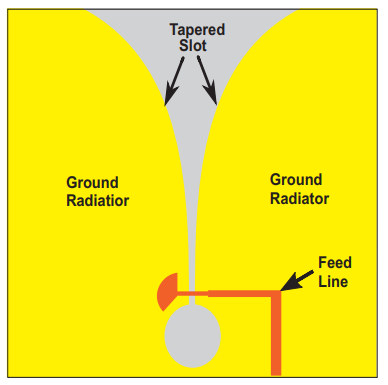 Tapered
Slot
Ground
Radiatior
Ground
Radiator
Feed
Line